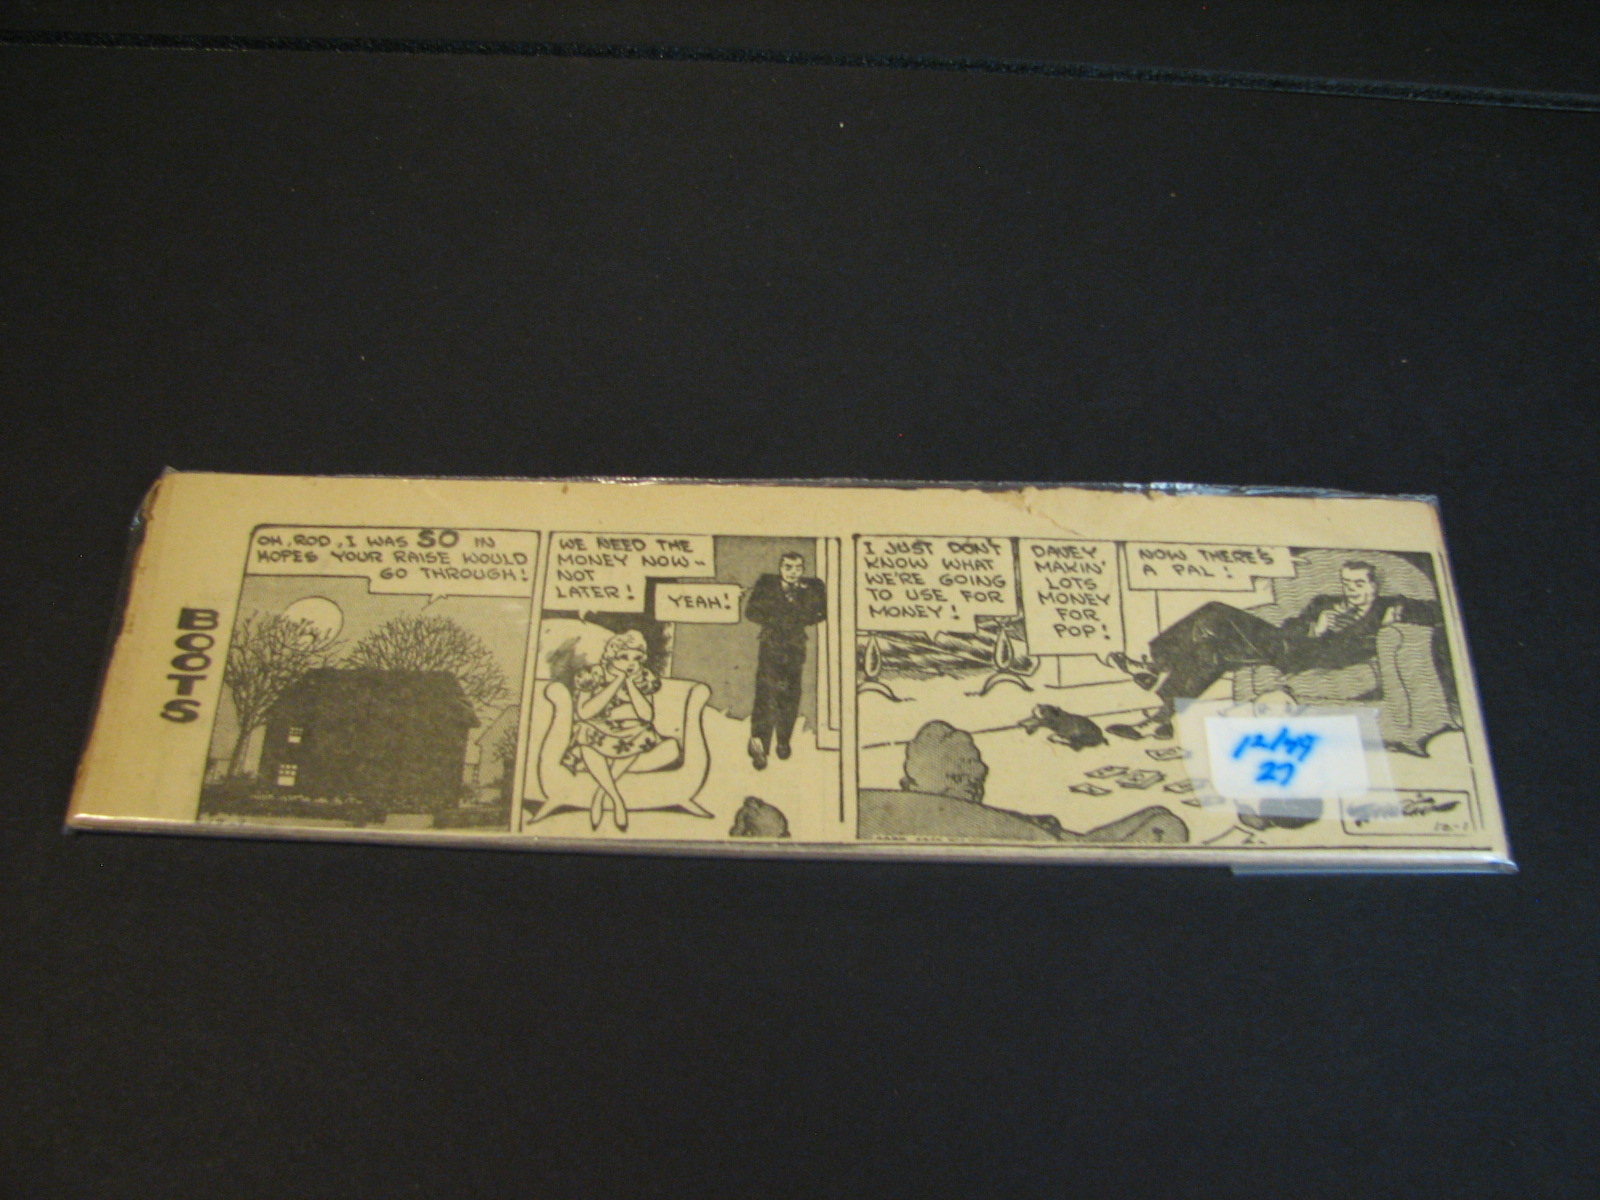 BOOTS
OH, ROD, I WAS SO IN
HOPES YOUR RAISE WOULD
GO THROUGH!
WE NEED THE
MONEY NOW--
NOT
LATER!
YEAH!
I JUST DON'T
KNOW WHAT
WE'RE GOING
TO USE FOR
MONEY!
DAVEY
MAKIN'
LOTS
MONEY
FOR
POP!
NOW THERE'S
A PAL!
12/49
27
12-1